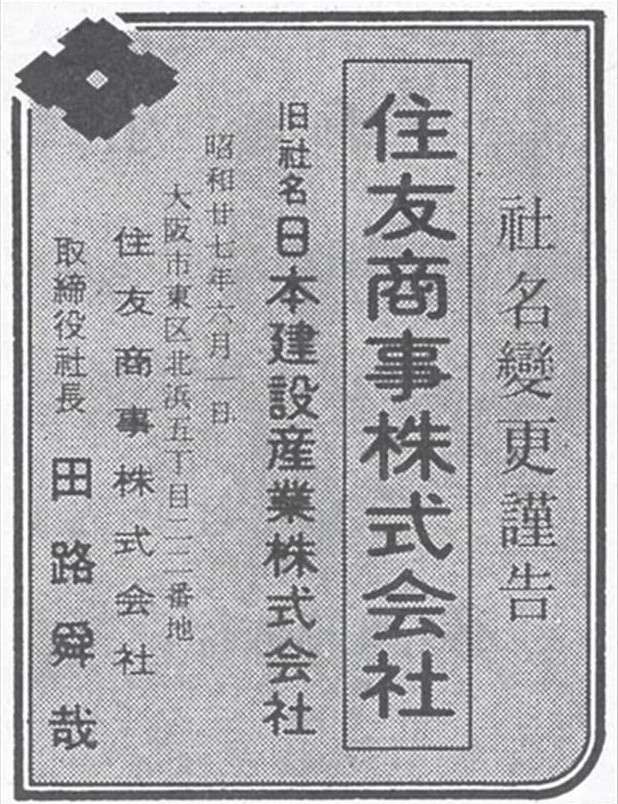 社名變更謹告
住友商事株式会社
旧社名日本建設産業株式会社
昭和廿七年六月一日
大阪市東区北浜五丁目二二番地
住友商事株式会社
取締役社長 田路舜哉